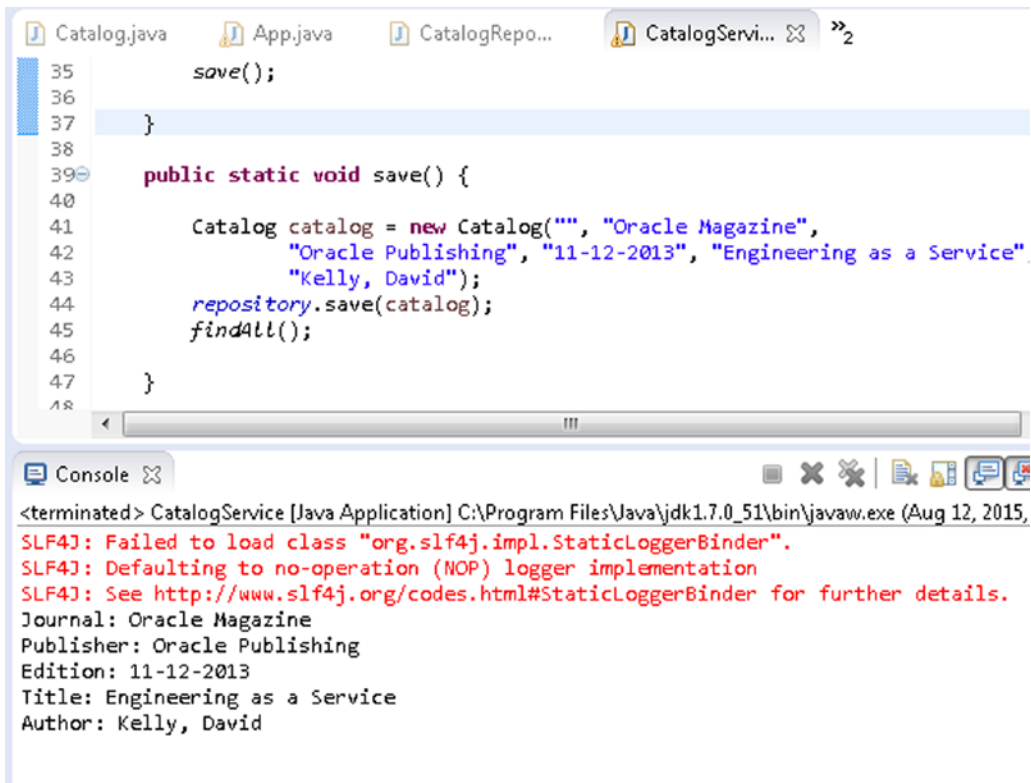 Catalog.java App.java CatalogRepo... CatalogServi... »2
35 save();
36
37 }
38
39 public static void save() {
40
41 Catalog catalog = new Catalog("", "Oracle Magazine",
42 "Oracle Publishing", "11-12-2013", "Engineering as a Service",
43 "Kelly, David");
44 repository.save(catalog);
45 findAll();
46
47 }
48
Console
<terminated> CatalogService [Java Application] C:\Program Files\Java\jdk1.7.0_51\bin\javaw.exe (Aug 12, 2015,
SLF4J: Failed to load class "org.slf4j.impl.StaticLoggerBinder".
SLF4J: Defaulting to no-operation (NOP) logger implementation
SLF4J: See http://www.slf4j.org/codes.html#StaticLoggerBinder for further details.
Journal: Oracle Magazine
Publisher: Oracle Publishing
Edition: 11-12-2013
Title: Engineering as a Service
Author: Kelly, David